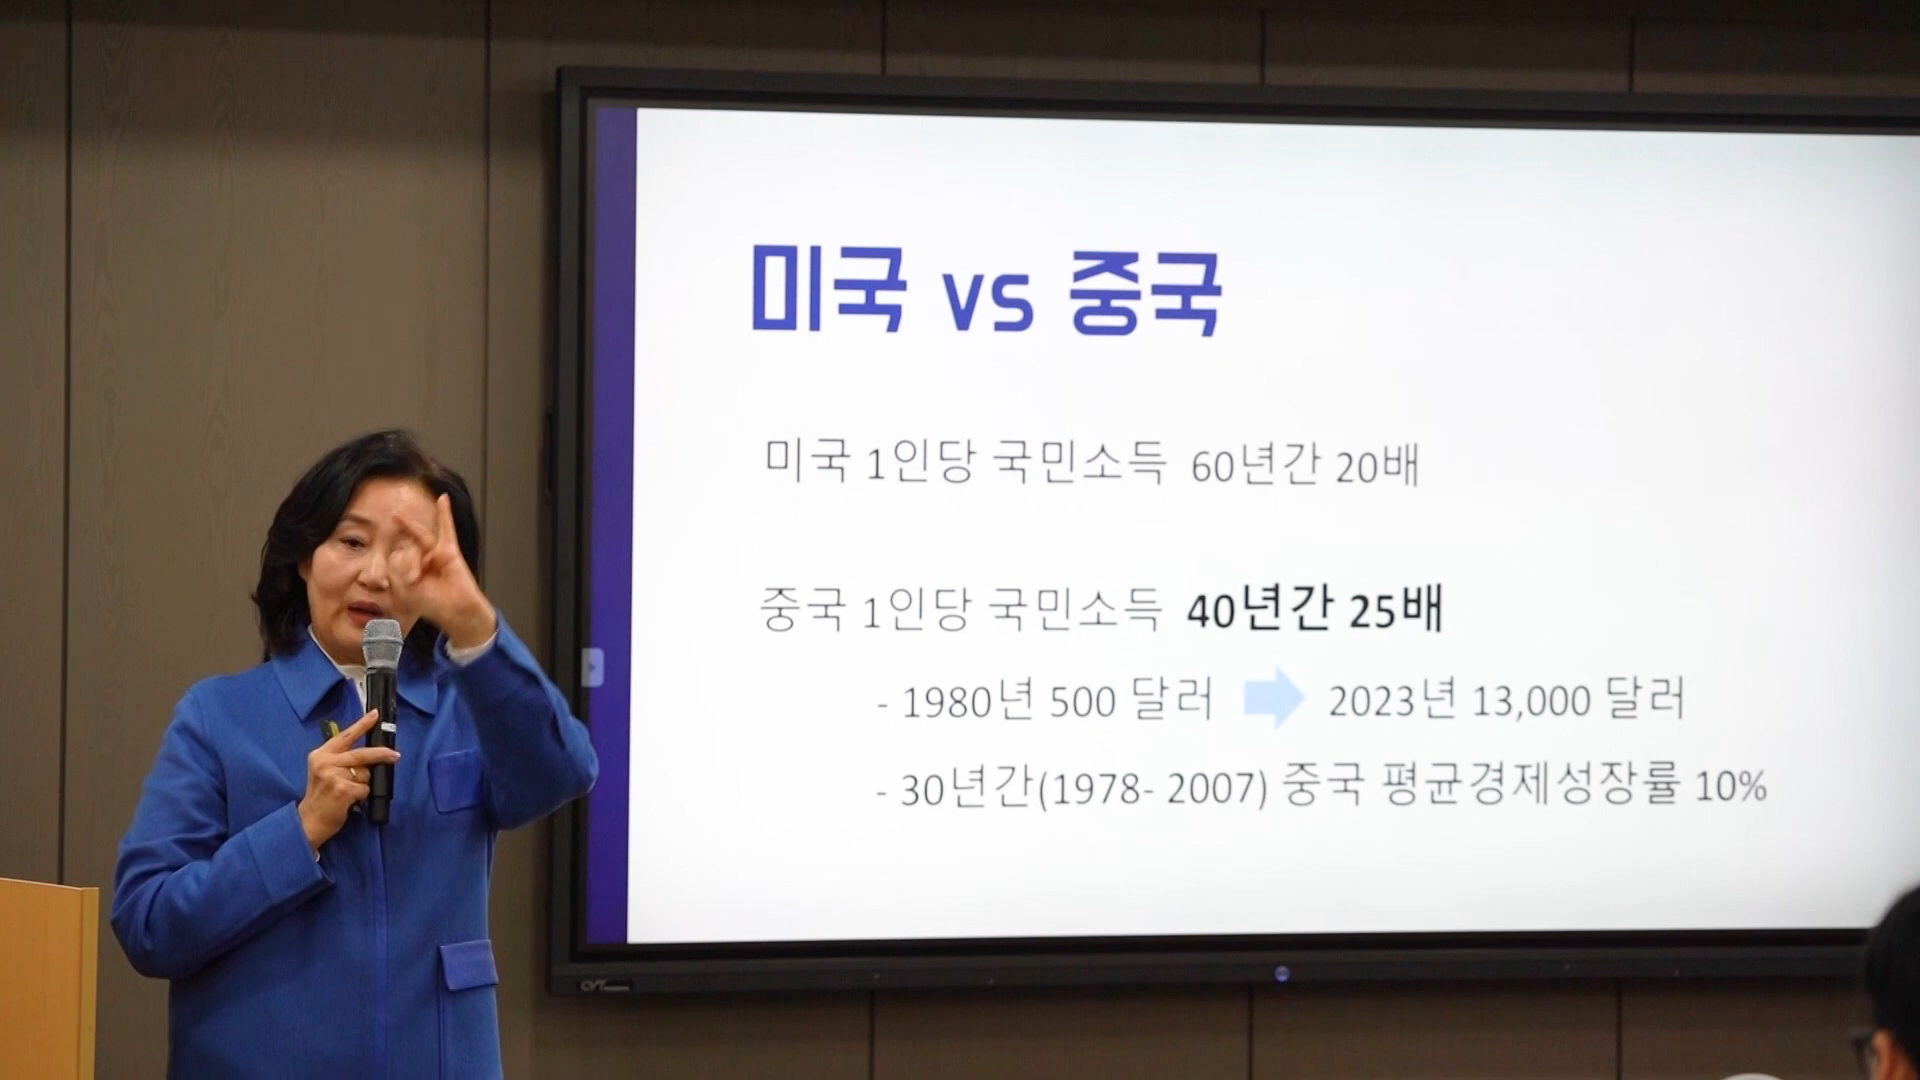 미국 vs 중국
미국 1인당 국민소득 60년간 20배
중국 1인당 국민소득 40년간 25배
- 1980년 500 달러 2023년 13,000 달러
- 30년간(1978- 2007) 중국 평균경제성장률 10%